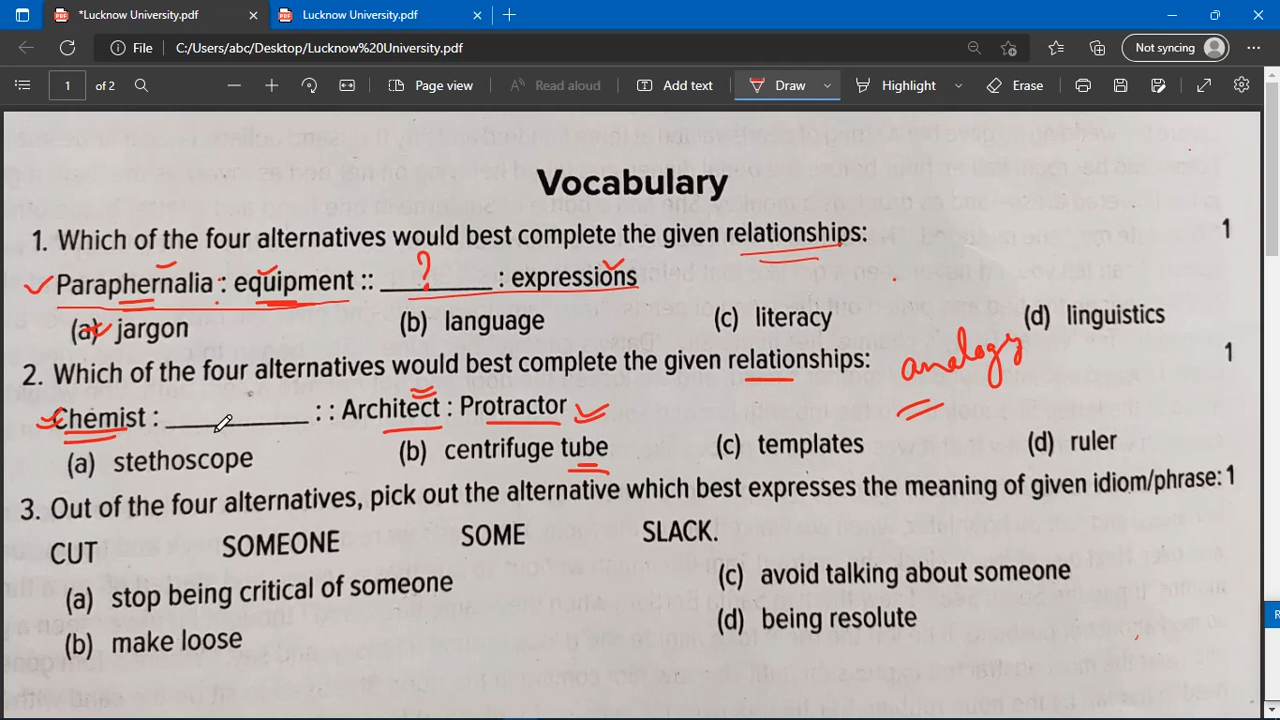 *Lucknow University.pdf
Lucknow University.pdf
File C:/Users/abc/Desktop/Lucknow%20University.pdf
Not syncing
1 of 2
Page view
Read aloud
Add text
Draw
Highlight
Erase
Vocabulary
1. Which of the four alternatives would best complete the given relationships: 1
Paraphernalia : equipment :: ________ : expressions
?
(a) jargon (b) language (c) literacy (d) linguistics
2. Which of the four alternatives would best complete the given relationships: 1
analogy
Chemist : __________ : : Architect : Protractor
(a) stethoscope (b) centrifuge tube (c) templates (d) ruler
3. Out of the four alternatives, pick out the alternative which best expresses the meaning of given idiom/phrase: 1
CUT SOMEONE SOME SLACK.
(a) stop being critical of someone (c) avoid talking about someone
(b) make loose (d) being resolute